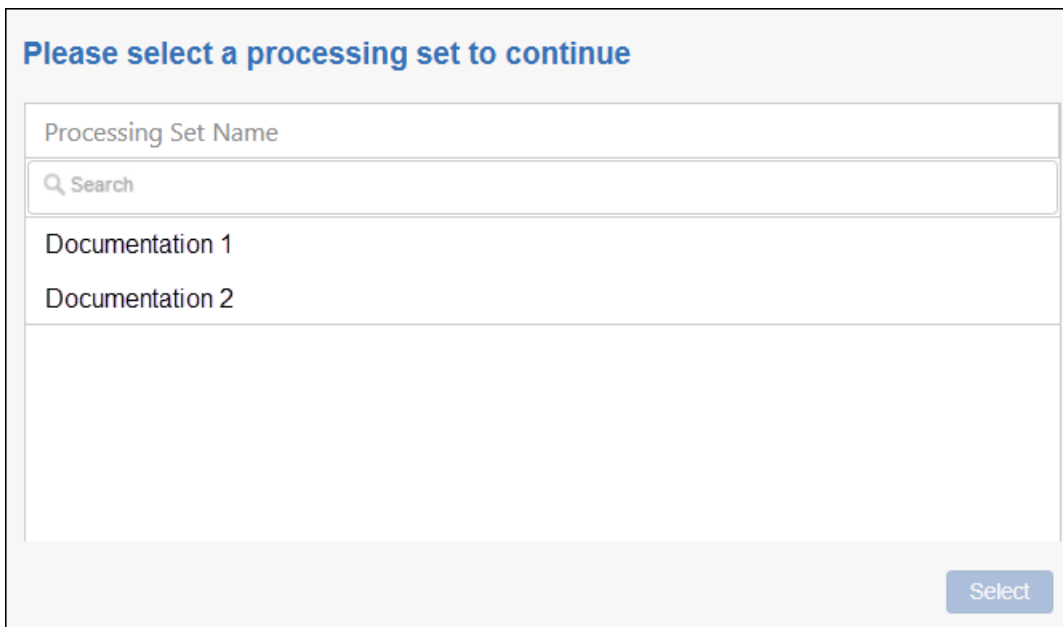 Please select a processing set to continue
Processing Set Name
Search
Documentation 1
Documentation 2
Select